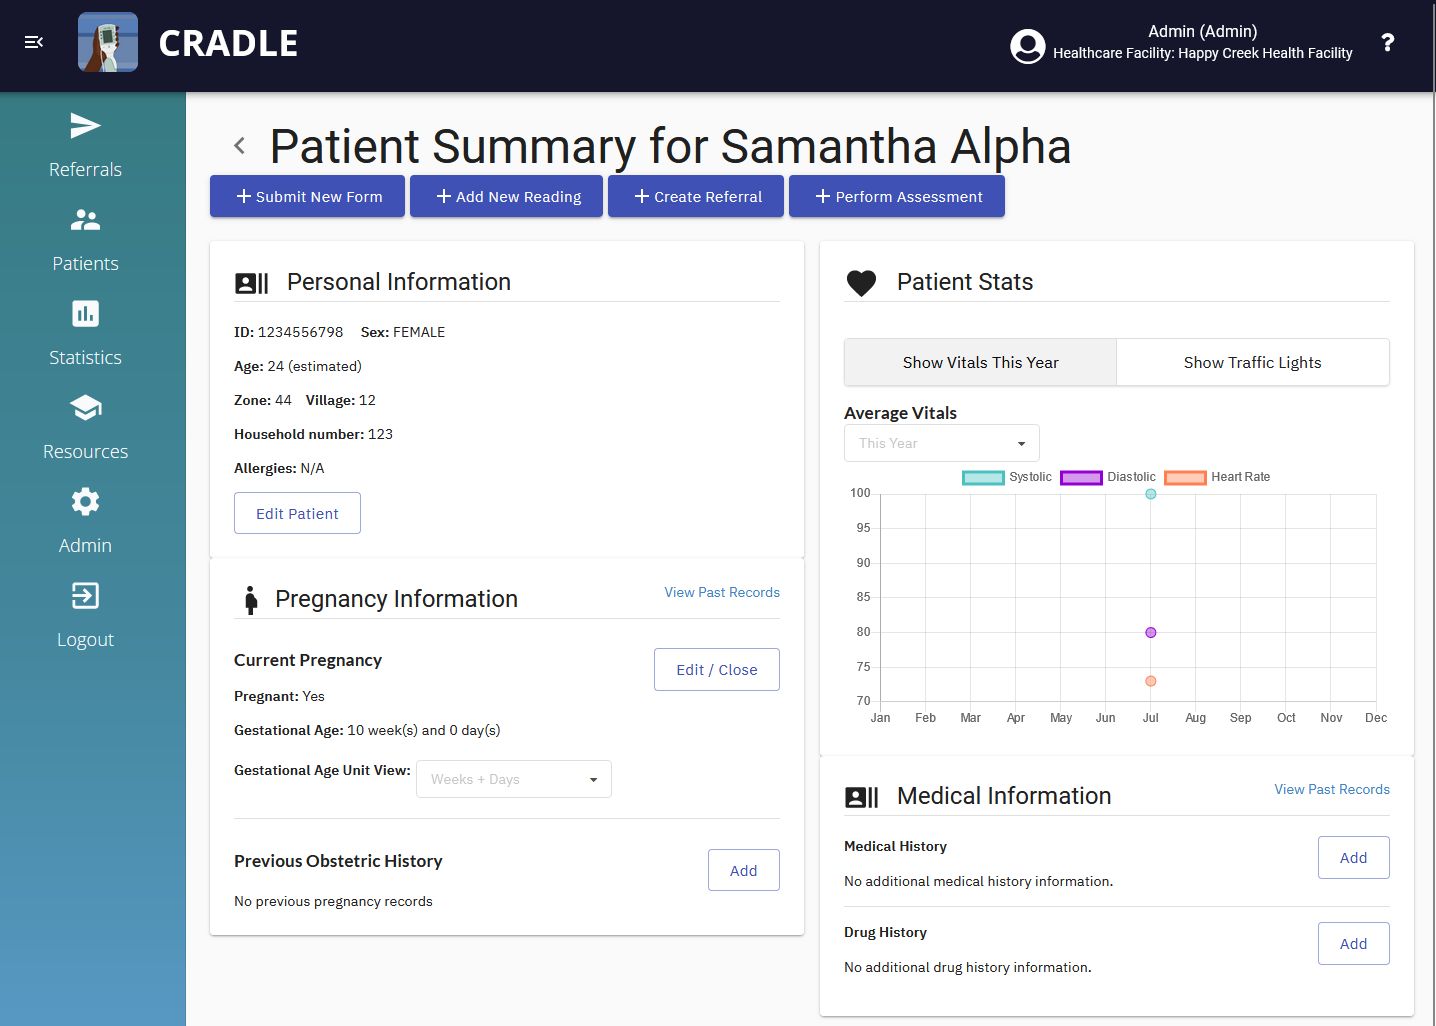 CRADLE
Admin (Admin)
Healthcare Facility: Happy Creek Health Facility
?
Referrals
Patients
Statistics
Resources
Admin
Logout
Patient Summary for Samantha Alpha
+ Submit New Form
+ Add New Reading
+ Create Referral
+ Perform Assessment
Personal Information
ID: 1234556798 Sex: FEMALE
Age: 24 (estimated)
Zone: 44 Village: 12
Household number: 123
Allergies: N/A
Edit Patient
Pregnancy Information
View Past Records
Current Pregnancy
Edit / Close
Pregnant: Yes
Gestational Age: 10 week(s) and 0 day(s)
Gestational Age Unit View: Weeks + Days
Previous Obstetric History
Add
No previous pregnancy records
Patient Stats
Show Vitals This Year
Show Traffic Lights
Average Vitals
This Year
Systolic Diastolic Heart Rate
100
95
90
85
80
75
70
Jan Feb Mar Apr May Jun Jul Aug Sep Oct Nov Dec
Medical Information
View Past Records
Medical History
Add
No additional medical history information.
Drug History
Add
No additional drug history information.